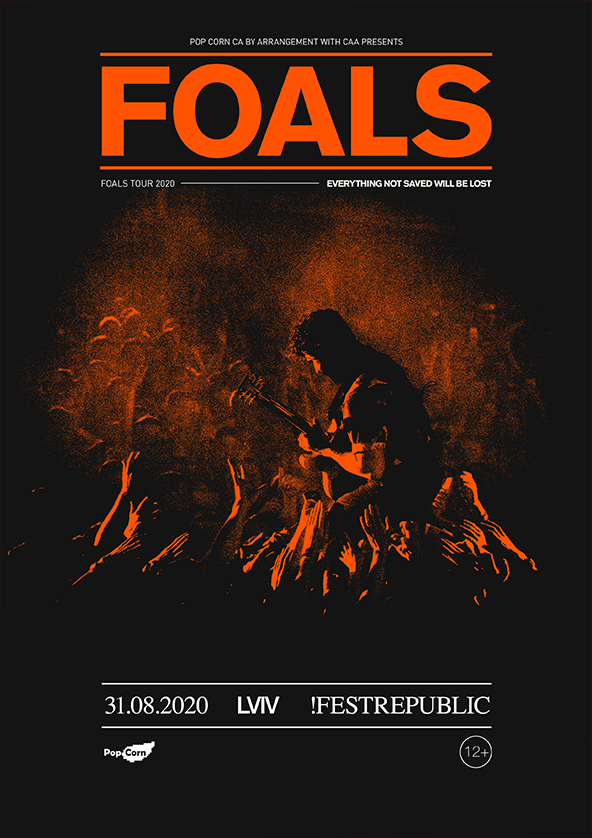 POP CORN CA BY ARRANGEMENT WITH CAA PRESENTS
FOALS
FOALS TOUR 2020 EVERYTHING NOT SAVED WILL BE LOST
31.08.2020 LVIV !FESTREPUBLIC
Pop Corn 12+